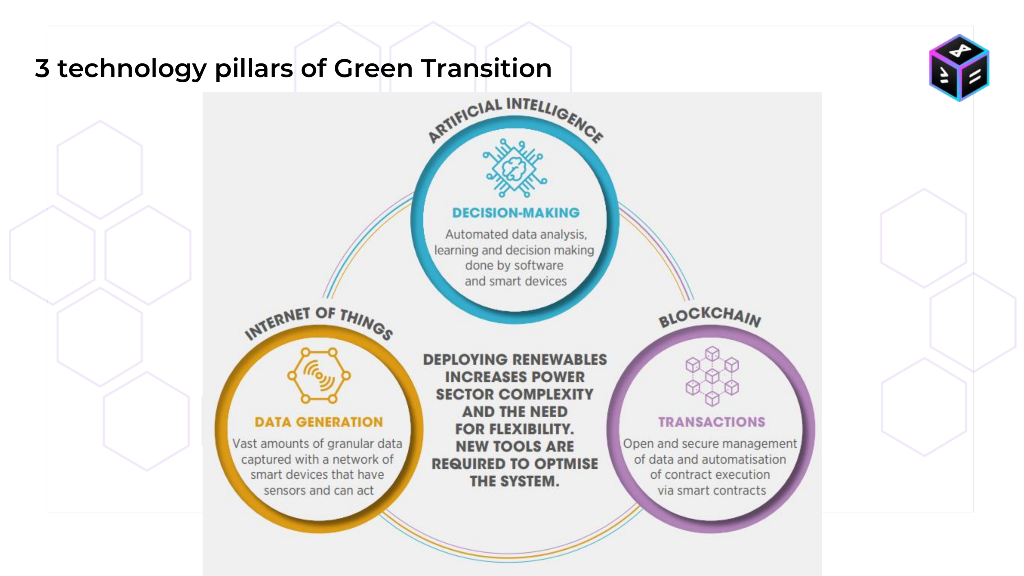 3 technology pillars of Green Transition
ARTIFICIAL INTELLIGENCE
DECISION-MAKING
Automated data analysis,
learning and decision making
done by software
and smart devices
INTERNET OF THINGS
DATA GENERATION
Vast amounts of granular data
captured with a network of
smart devices that have
sensors and can act
DEPLOYING RENEWABLES
INCREASES POWER
SECTOR COMPLEXITY
AND THE NEED
FOR FLEXIBILITY.
NEW TOOLS ARE
REQUIRED TO OPTMISE
THE SYSTEM.
BLOCKCHAIN
TRANSACTIONS
Open and secure management
of data and automatisation
of contract execution
via smart contracts